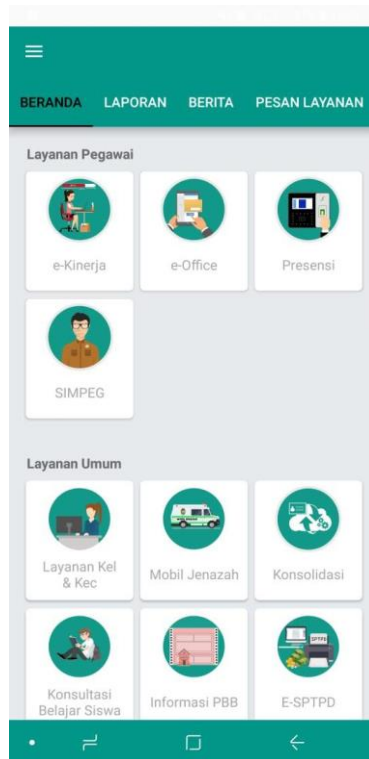 BERANDA LAPORAN BERITA PESAN LAYANAN
Layanan Pegawai
e-Kinerja e-Office Presensi
SIMPEG
Layanan Umum
Layanan Kel
& Kec
Mobil Jenazah Konsolidasi
Konsultasi
Belajar Siswa
Informasi PBB
SPTPD
E-SPTPD